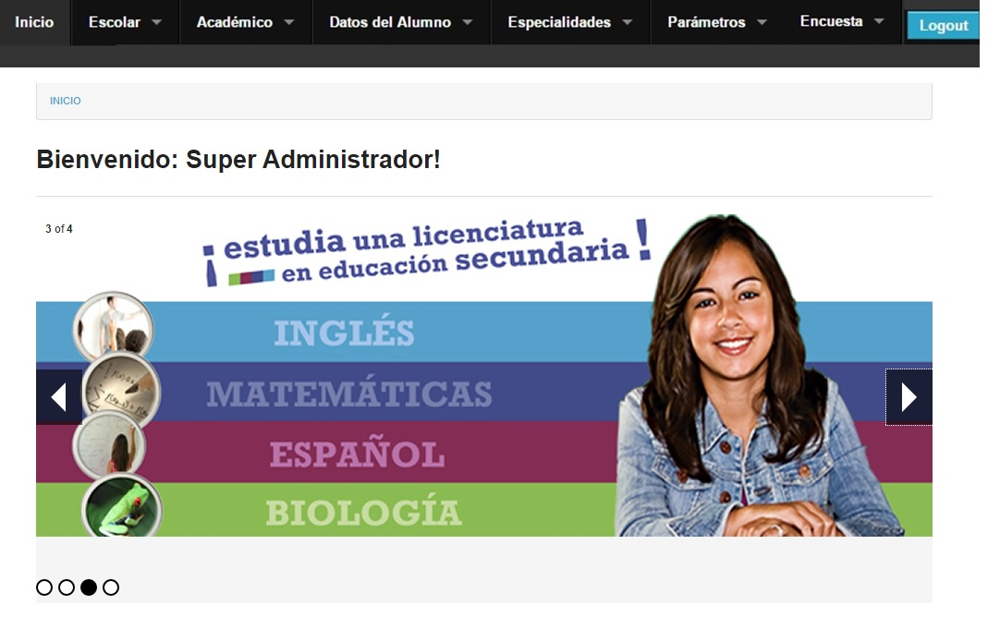 Inicio Escolar Académico Datos del Alumno Especialidades Parámetros Encuesta Logout
INICIO
Bienvenido: Super Administrador!
3 of 4
¡estudia una licenciatura
en educación secundaria!
INGLÉS
MATEMÁTICAS
ESPAÑOL
BIOLOGÍA